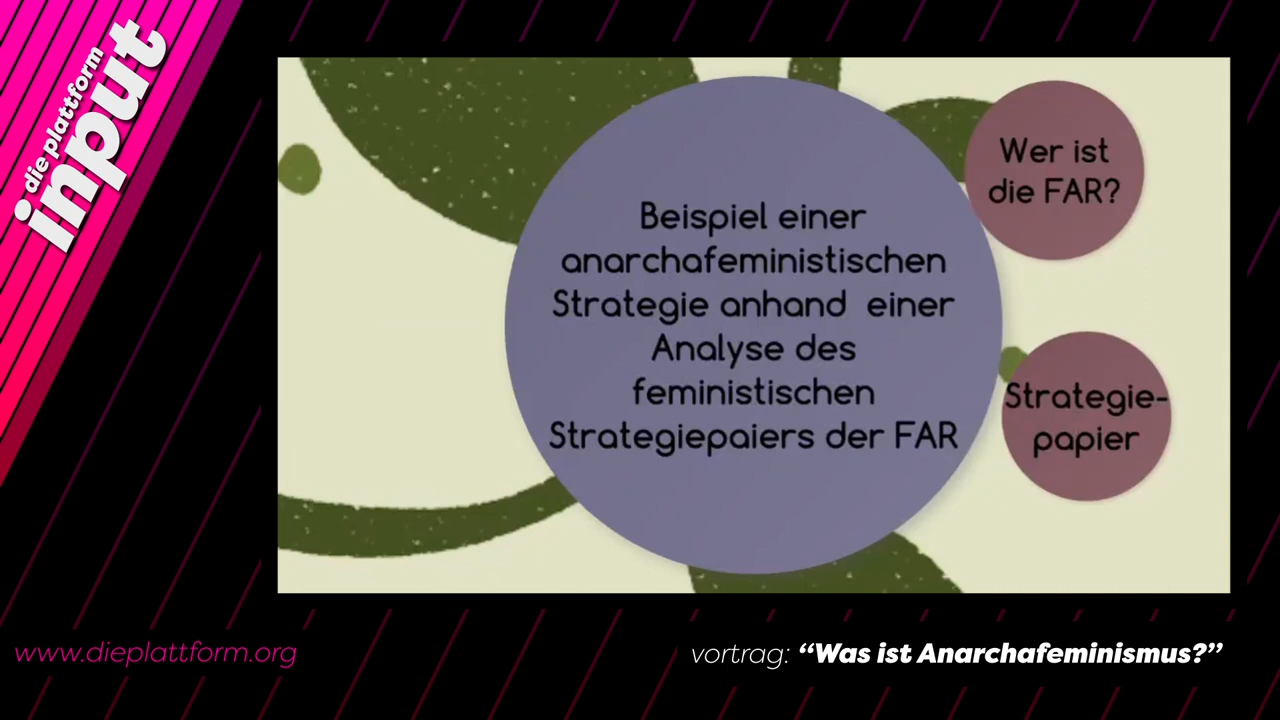 die plattform
input
Beispiel einer
anarchafeministischen
Strategie anhand einer
Analyse des
feministischen
Strategiepaiers der FAR
Wer ist
die FAR?
Strategie-
papier
www.dieplattform.org
vortrag: “Was ist Anarchafeminismus?”